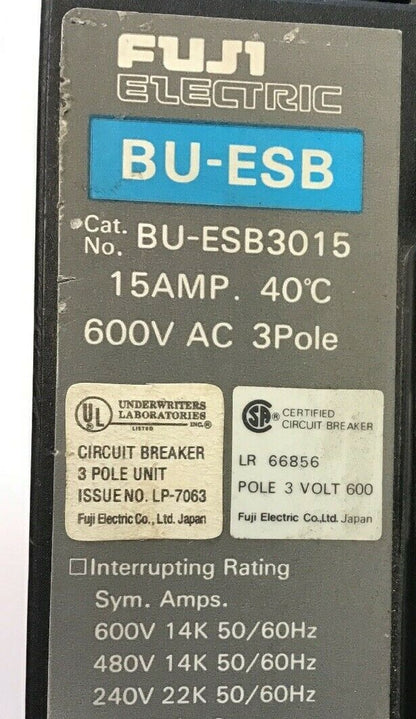 FUJI
ELECTRIC
BU-ESB
Cat. No. BU-ESB3015
15AMP. 40°C
600V AC 3Pole
UL UNDERWRITERS
LABORATORIES
LISTED INC.®
CIRCUIT BREAKER
3 POLE UNIT
ISSUE NO. LP-7063
Fuji Electric Co., Ltd. Japan
SA ® CERTIFIED
CIRCUIT BREAKER
LR 66856
POLE 3 VOLT 600
Fuji Electric Co.,Ltd. Japan
□Interrupting Rating
Sym. Amps.
600V 14K 50/60Hz
480V 14K 50/60Hz
240V 22K 50/60Hz